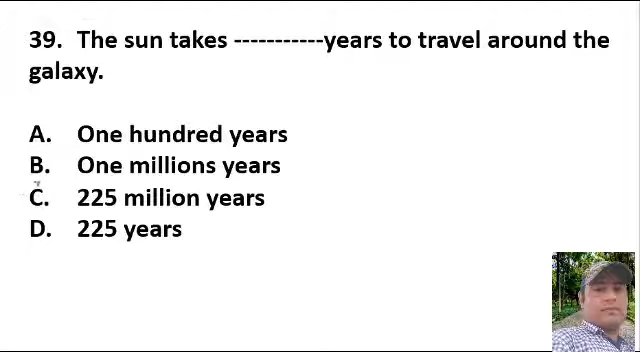 39. The sun takes -----------years to travel around the
galaxy.
A. One hundred years
B. One millions years
C. 225 million years
D. 225 years